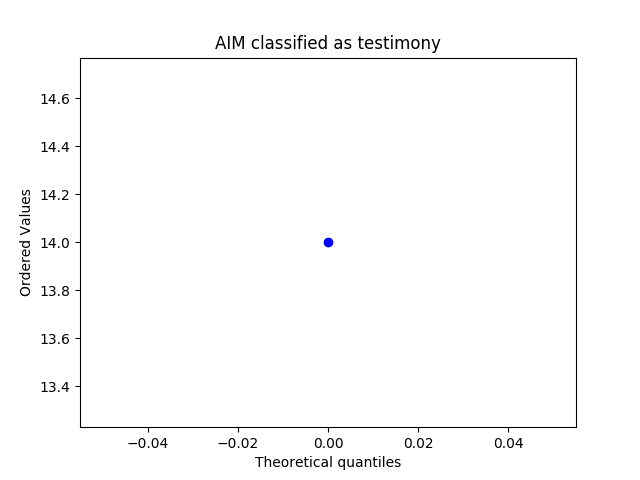 AIM classified as testimony
14.6
14.4
14.2
14.0
13.8
13.6
13.4
Ordered Values
−0.04 −0.02 0.00 0.02 0.04
Theoretical quantiles